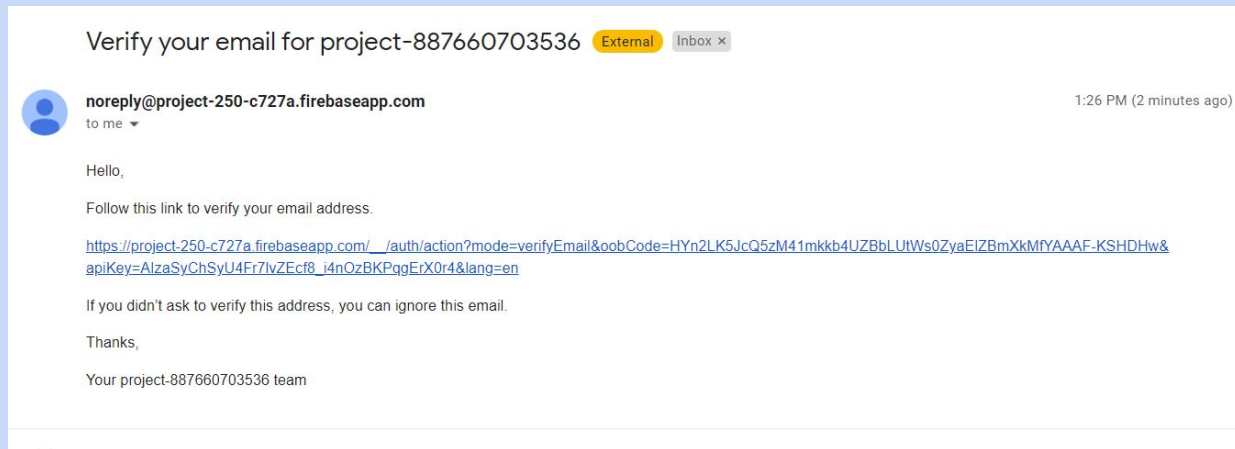 Verify your email for project-887660703536 External Inbox ×
noreply@project-250-c727a.firebaseapp.com 1:26 PM (2 minutes ago)
to me
Hello,
Follow this link to verify your email address.
https://project-250-c727a.firebaseapp.com/__/auth/action?mode=verifyEmail&oobCode=HYn2LK5JcQ5zM41mkkb4UZBbLUtWs0ZyaElZBmXkMfYAAAF-KSHDHw&
apiKey=AIzaSyChSyU4Fr7lvZEcf8_i4nOzBKPqgErX0r4&lang=en
If you didn't ask to verify this address, you can ignore this email.
Thanks,
Your project-887660703536 team